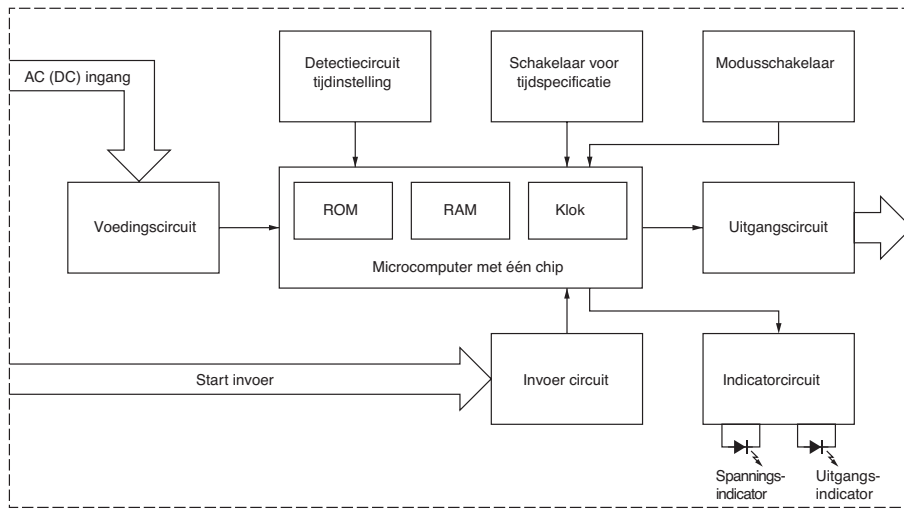 AC (DC) ingang
Detectiecircuit
tijdinstelling
Schakelaar voor
tijdspecificatie
Modusschakelaar
Voedingscircuit
ROM
RAM
Klok
Microcomputer met één chip
Uitgangscircuit
Start invoer
Invoer circuit
Indicatorcircuit
Spannings-
indicator
Uitgangs-
indicator